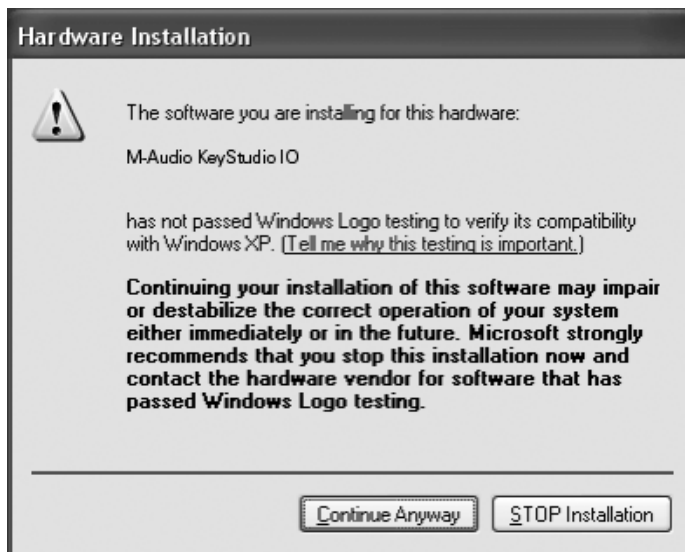 Hardware Installation
The software you are installing for this hardware:
M-Audio KeyStudio IO
has not passed Windows Logo testing to verify its compatibility
with Windows XP. (Tell me why this testing is important.)
Continuing your installation of this software may impair
or destabilize the correct operation of your system
either immediately or in the future. Microsoft strongly
recommends that you stop this installation now and
contact the hardware vendor for software that has
passed Windows Logo testing.
Continue Anyway
STOP Installation